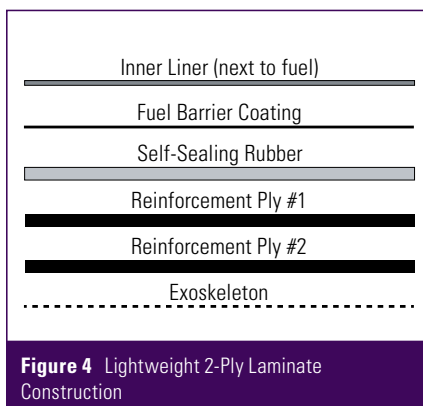 Inner Liner (next to fuel)
Fuel Barrier Coating
Self-Sealing Rubber
Reinforcement Ply #1
Reinforcement Ply #2
Exoskeleton
Figure 4 Lightweight 2-Ply Laminate
Construction